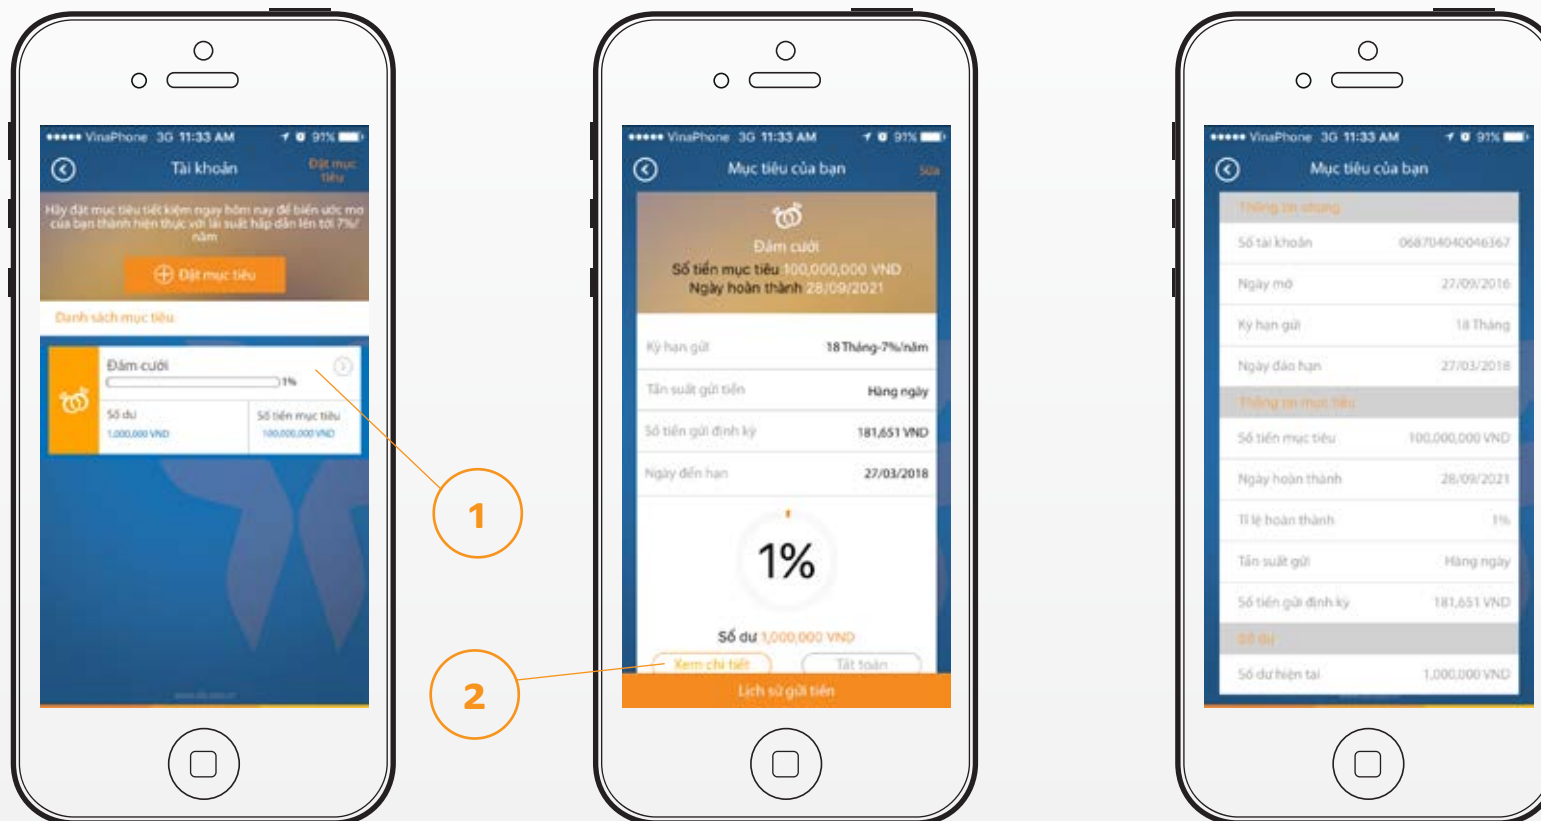 VinaPhone 3G 11:33 AM 91%
Tài khoản
Đặt mục
tiêu
Hãy đặt mục tiêu tiết kiệm ngay hôm nay để biến ước mơ
của bạn thành hiện thực với lãi suất hấp dẫn lên tới 7%/
năm
Đặt mục tiêu
Danh sách mục tiêu
Đám cưới
1%
Số dư
Số tiền mục tiêu
1,000,000 VND
100,000,000 VND
1
2
VinaPhone 3G 11:33 AM 91%
Mục tiêu của bạn
Sửa
Đám cưới
Số tiền mục tiêu 100,000,000 VND
Ngày hoàn thành 28/09/2021
Kỳ hạn gửi 18 Tháng-7%/năm
Tần suất gửi tiền Hàng ngày
Số tiền gửi định kỳ 181,651 VND
Ngày đến hạn 27/03/2018
1%
Số dư 1,000,000 VND
Xem chi tiết
Tất toán
Lịch sử gửi tiền
VinaPhone 3G 11:33 AM 91%
Mục tiêu của bạn
Thông tin chung
Số tài khoản 068704040046367
Ngày mở 27/09/2016
Kỳ hạn gửi 18 Tháng
Ngày đáo hạn 27/03/2018
Thông tin mục tiêu
Số tiền mục tiêu 100,000,000 VND
Ngày hoàn thành 28/09/2021
Tỉ lệ hoàn thành 1%
Tần suất gửi Hàng ngày
Số tiền gửi định kỳ 181,651 VND
Số dư
Số dư hiện tại 1,000,000 VND